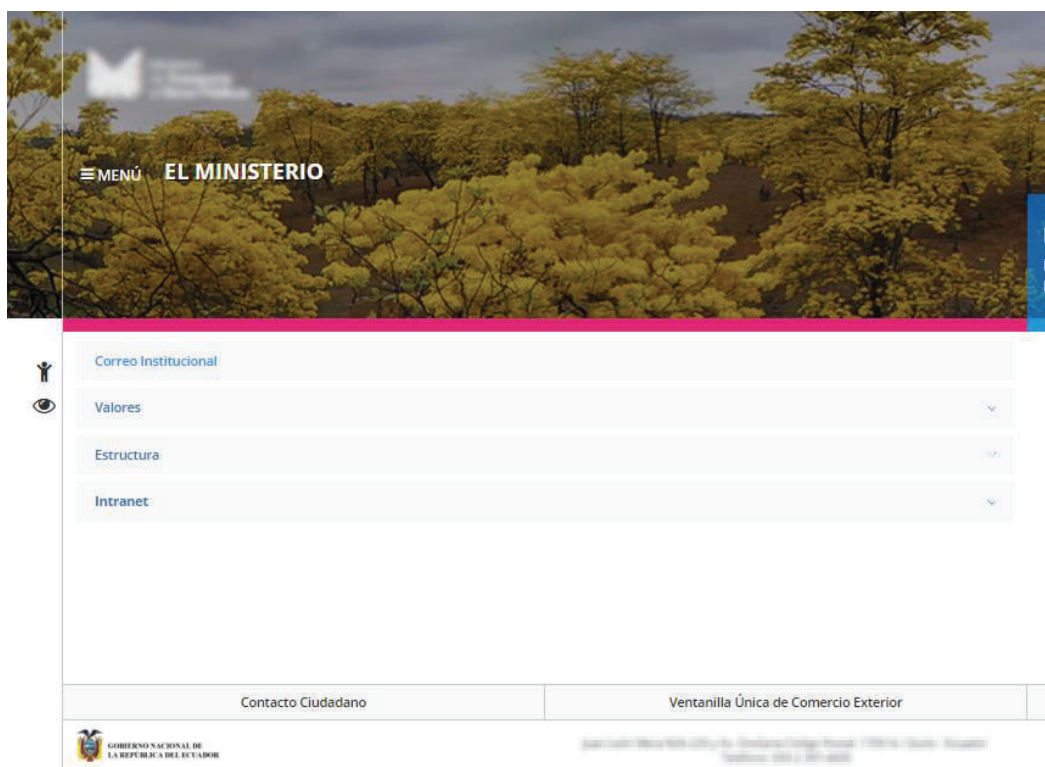 MENÚ EL MINISTERIO
Correo Institucional
Valores
Estructura
Intranet
Contacto Ciudadano Ventanilla Única de Comercio Exterior
GOBIERNO NACIONAL DE
LA REPÚBLICA DEL ECUADOR